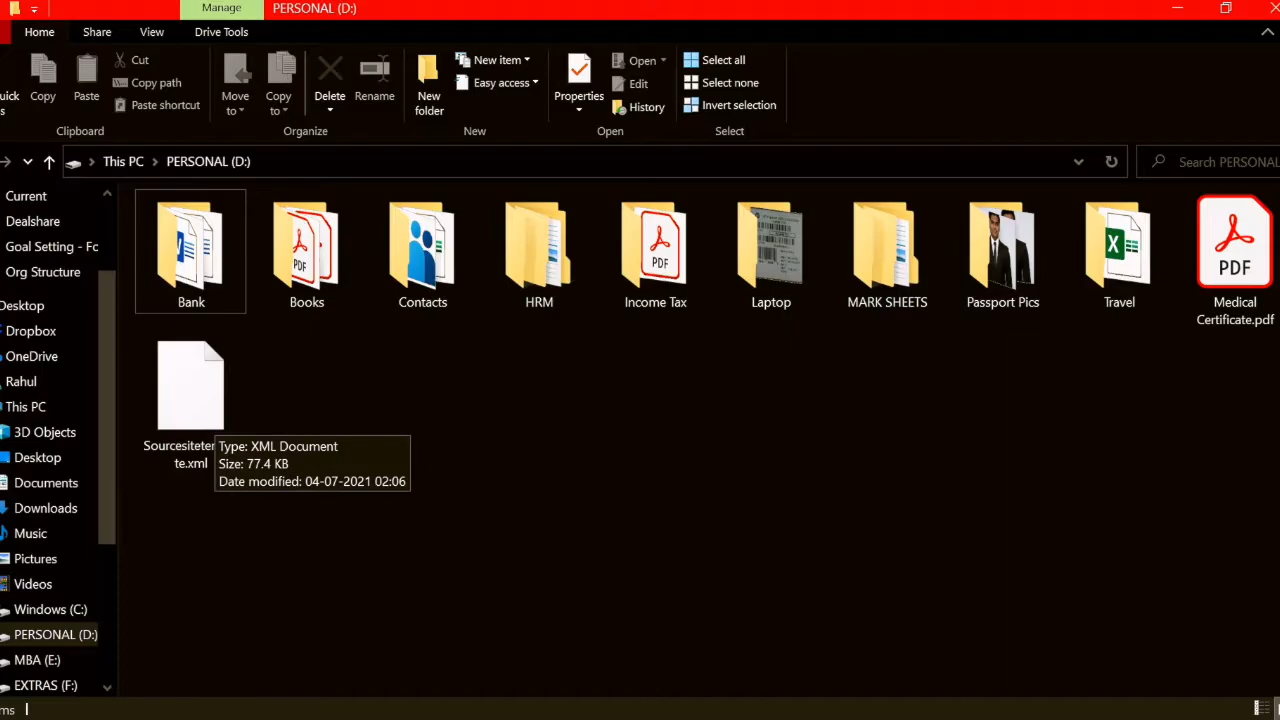 Manage
PERSONAL (D:)
Home
Share
View
Drive Tools
Copy
Paste
Cut
Copy path
Paste shortcut
Clipboard
Move
to
Copy
to
Delete
Rename
Organize
New
folder
New item
Easy access
New
Properties
Open
Edit
History
Open
Select all
Select none
Invert selection
Select
This PC
PERSONAL (D:)
Search PERSONAL
Current
Dealshare
Goal Setting - Fc
Org Structure
Desktop
Dropbox
OneDrive
Rahul
This PC
3D Objects
Desktop
Documents
Downloads
Music
Pictures
Videos
Windows (C:)
PERSONAL (D:)
MBA (E:)
EXTRAS (F:)
Bank
Books
Contacts
HRM
PDF
Income Tax
Laptop
MARK SHEETS
Passport Pics
Travel
PDF
Medical
Certificate.pdf
Sourcesiteter
te.xml
Type: XML Document
Size: 77.4 KB
Date modified: 04-07-2021 02:06